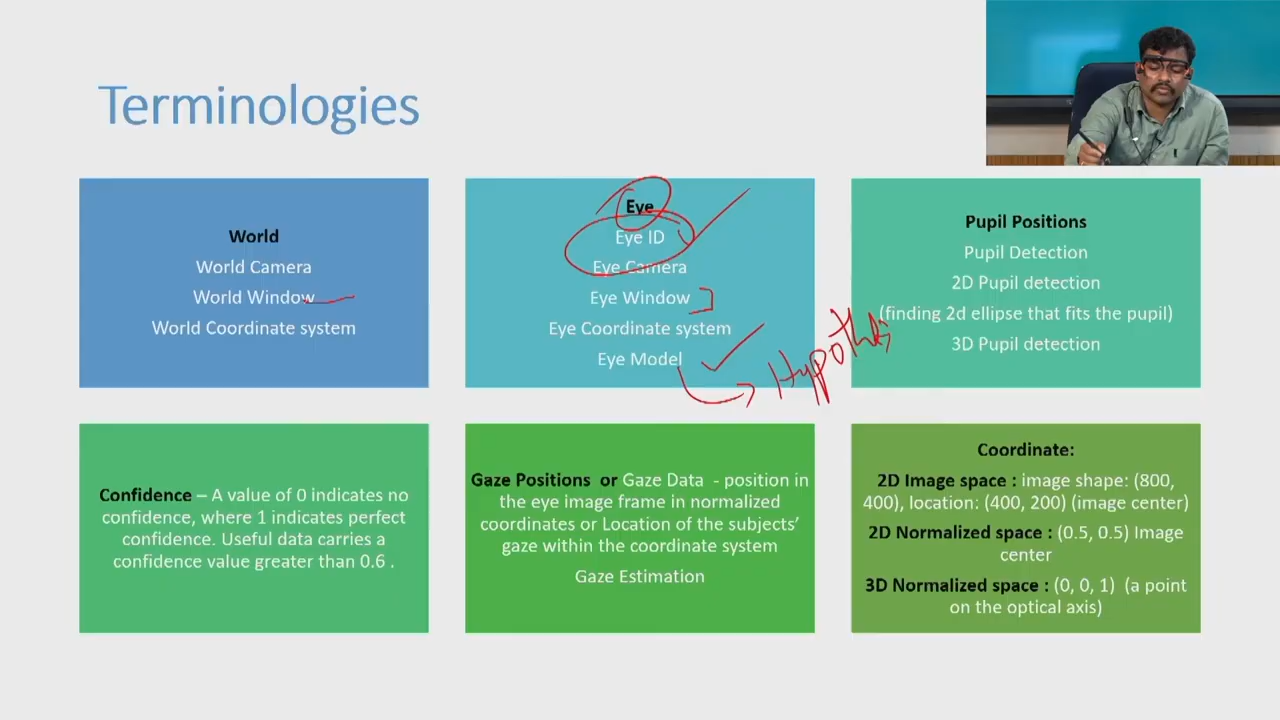 Terminologies
World
World Camera
World Window
World Coordinate system
Eye
Eye ID
Eye Camera
Eye Window
Eye Coordinate system
Eye Model
Pupil Positions
Pupil Detection
2D Pupil detection
(finding 2d ellipse that fits the pupil)
3D Pupil detection
Confidence – A value of 0 indicates no
confidence, where 1 indicates perfect
confidence. Useful data carries a
confidence value greater than 0.6 .
Gaze Positions or Gaze Data - position in
the eye image frame in normalized
coordinates or Location of the subjects’
gaze within the coordinate system
Gaze Estimation
Coordinate:
2D Image space : image shape: (800,
400), location: (400, 200) (image center)
2D Normalized space : (0.5, 0.5) Image
center
3D Normalized space : (0, 0, 1) (a point
on the optical axis)